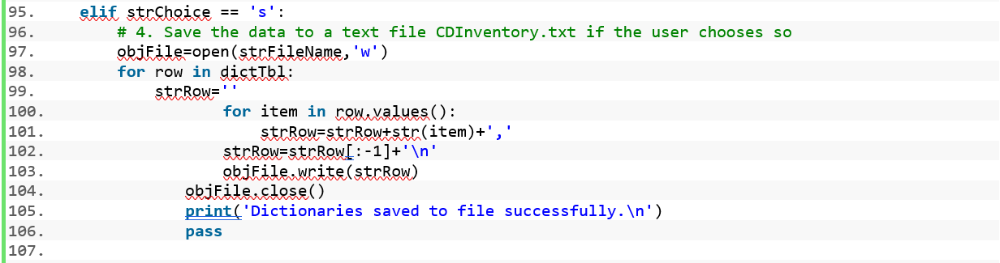 95.     elif strChoice == 's':
96.         # 4. Save the data to a text file CDInventory.txt if the user chooses so
97.         objFile=open(strFileName,'w')
98.         for row in dictTbl:
99.             strRow=''
100.                    for item in row.values():
101.                        strRow=strRow+str(item)+','
102.                    strRow=strRow[:-1]+'\n'
103.                    objFile.write(strRow)
104.                objFile.close()
105.                print('Dictionaries saved to file successfully.\n')
106.                pass
107.